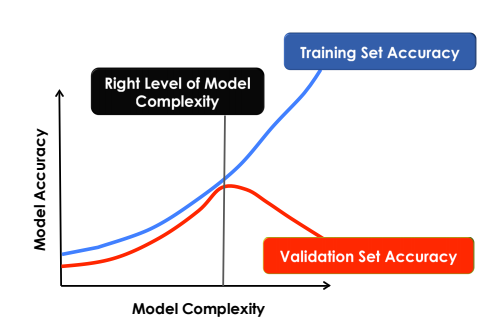 Training Set Accuracy
Right Level of Model
Complexity
Model Accuracy
Validation Set Accuracy
Model Complexity